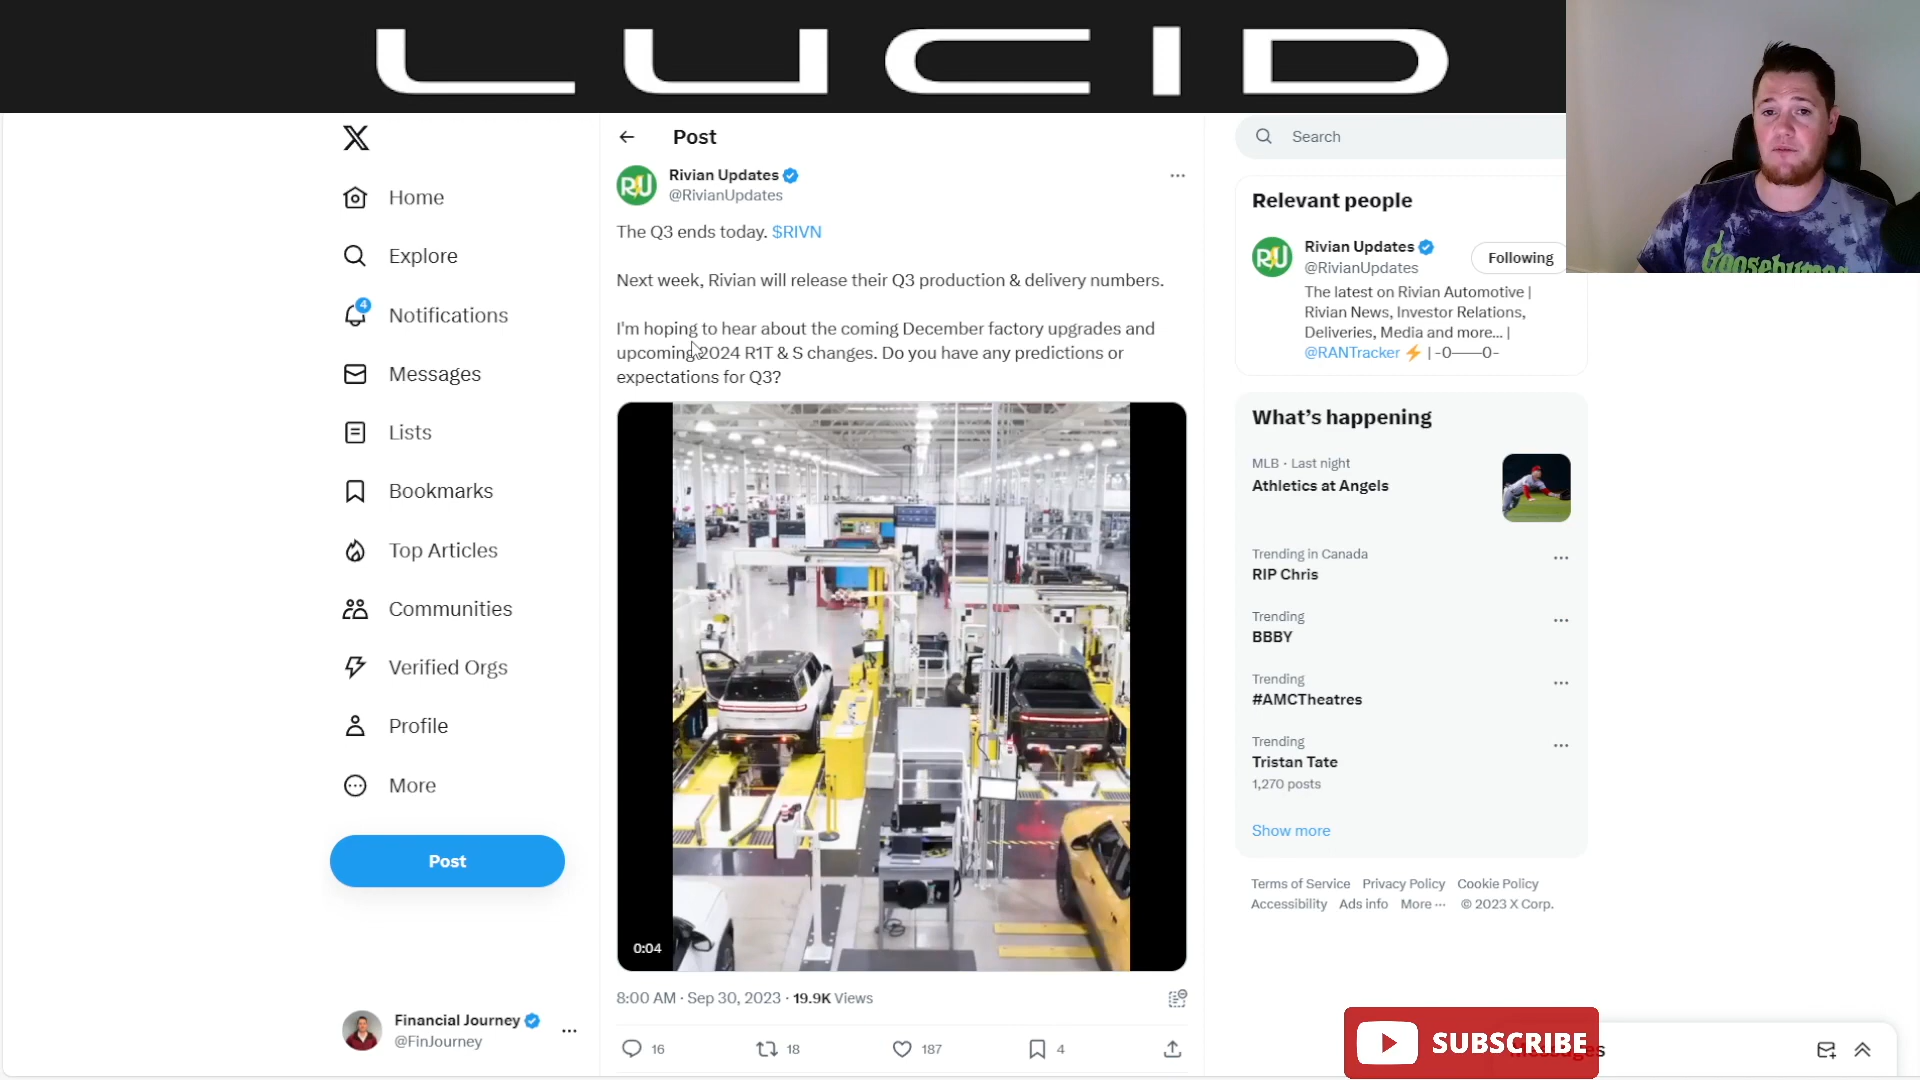 LUCID
Home
Explore
4
Notifications
Messages
Lists
Bookmarks
Top Articles
Communities
Verified Orgs
Profile
More
Post
Financial Journey
@FinJourney
Post
RU
Rivian Updates
@RivianUpdates
The Q3 ends today. $RIVN
Next week, Rivian will release their Q3 production & delivery numbers.
I'm hoping to hear about the coming December factory upgrades and
upcoming 2024 R1T & S changes. Do you have any predictions or
expectations for Q3?
0:04
8:00 AM · Sep 30, 2023 · 19.9K Views
16 18 187 4
Search
Relevant people
RU
Rivian Updates
@RivianUpdates
Following
The latest on Rivian Automotive |
Rivian News, Investor Relations,
Deliveries, Media and more... |
@RANTracker ⚡ | -0——0-
What's happening
MLB · Last night
Athletics at Angels
Trending in Canada
RIP Chris
Trending
BBBY
Trending
#AMCTheatres
Trending
Tristan Tate
1,270 posts
Show more
Terms of Service Privacy Policy Cookie Policy
Accessibility Ads info More ··· © 2023 X Corp.
Goosebumps
SUBSCRIBE
Messages